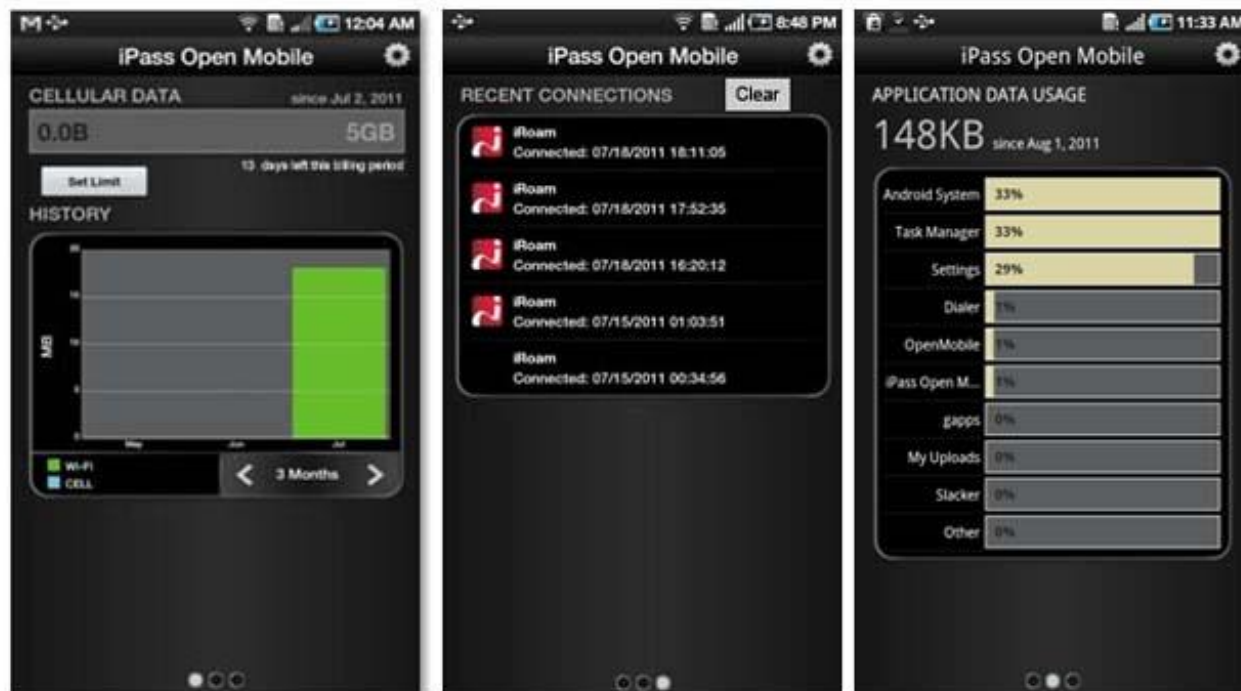 12:04 AM
iPass Open Mobile
CELLULAR DATA since Jul 2, 2011
0.0B 5GB
13 days left this billing period
Set Limit
HISTORY
20
15
10
5
0
MB
May Jun Jul
Wi-Fi
CELL
3 Months
8:48 PM
iPass Open Mobile
RECENT CONNECTIONS Clear
iRoam
Connected: 07/18/2011 18:11:05
iRoam
Connected: 07/18/2011 17:52:35
iRoam
Connected: 07/18/2011 16:20:12
iRoam
Connected: 07/15/2011 01:03:51
iRoam
Connected: 07/15/2011 00:34:56
11:33 AM
iPass Open Mobile
APPLICATION DATA USAGE
148KB since Aug 1, 2011
Android System 33%
Task Manager 33%
Settings 29%
Dialer 1%
OpenMobile 1%
iPass Open M... 1%
gapps 0%
My Uploads 0%
Slacker 0%
Other 0%